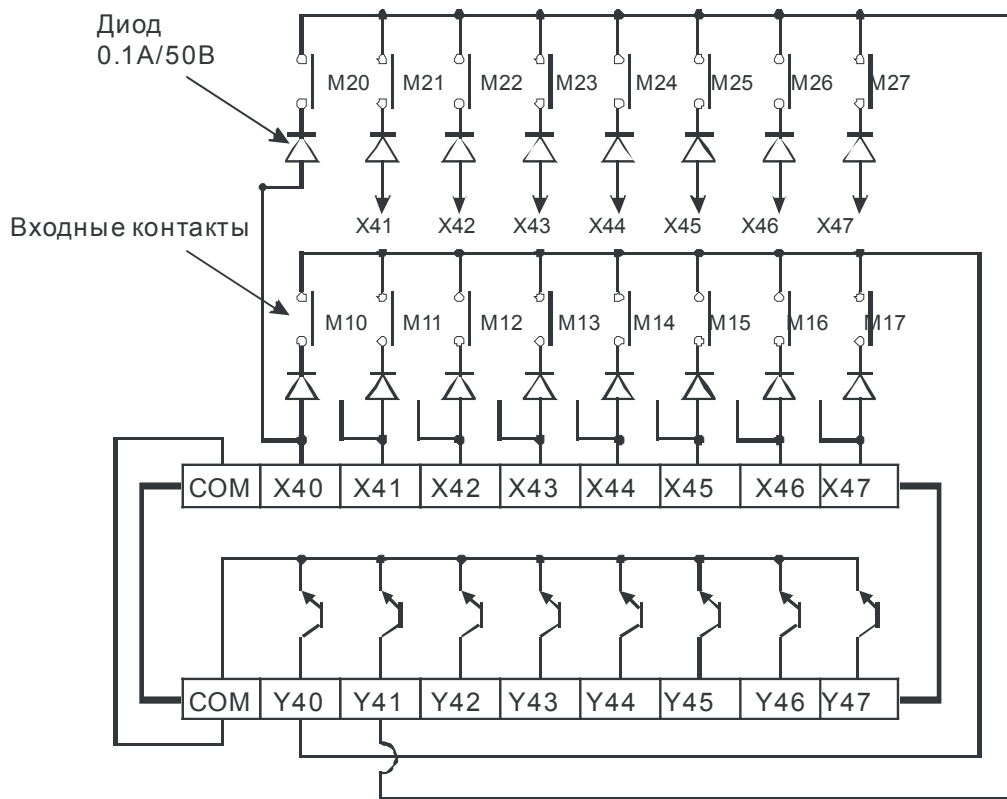 Диод
0.1А/50В
M20 M21 M22 M23 M24 M25 M26 M27
X41 X42 X43 X44 X45 X46 X47
Входные контакты
M10 M11 M12 M13 M14 M15 M16 M17
COM X40 X41 X42 X43 X44 X45 X46 X47
COM Y40 Y41 Y42 Y43 Y44 Y45 Y46 Y47